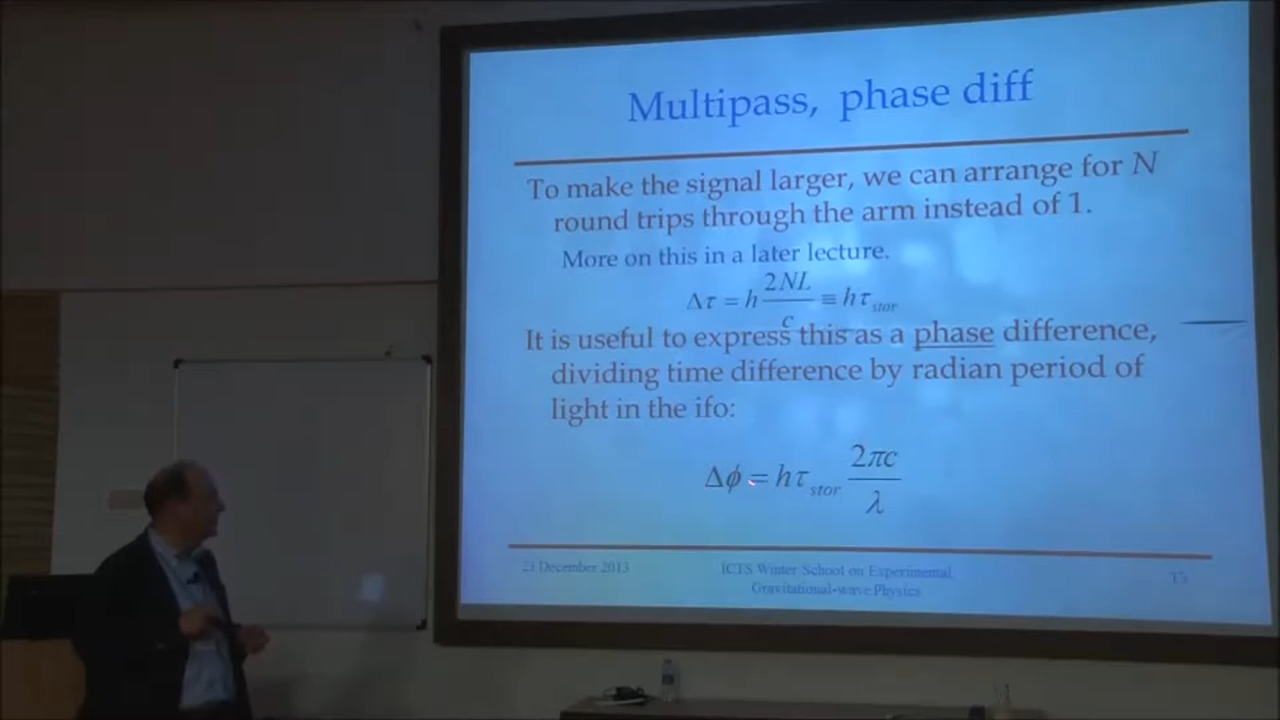 Multipass, phase diff
To make the signal larger, we can arrange for N
round trips through the arm instead of 1.
More on this in a later lecture.
Δτ = h 2NL/c ≡ hτ_stor
It is useful to express this as a phase difference,
dividing time difference by radian period of
light in the ifo:
Δϕ = hτ_stor 2πc/λ
23 December 2013
ICTS Winter School on Experimental
Gravitational-wave Physics
15